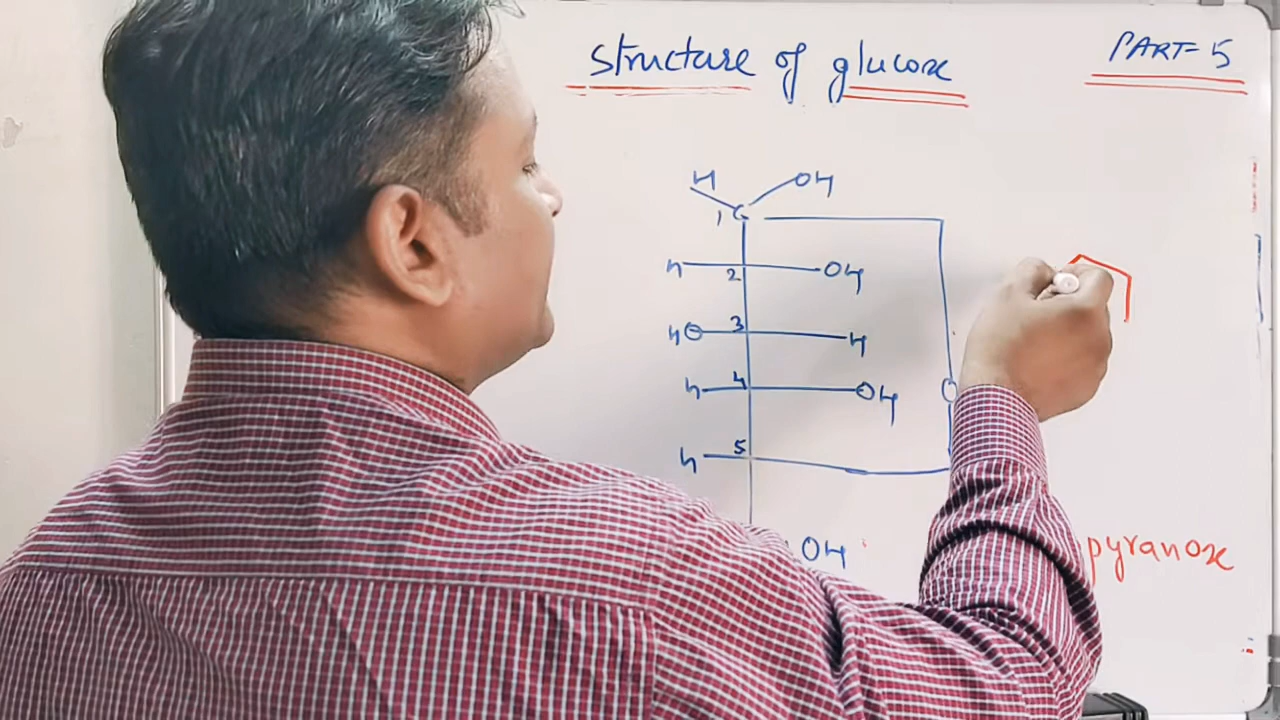 structure of glucose
PART-5
H OH
1 C
H 2 OH
HO 3 H
H 4 OH
O
H 5
OH
pyranose